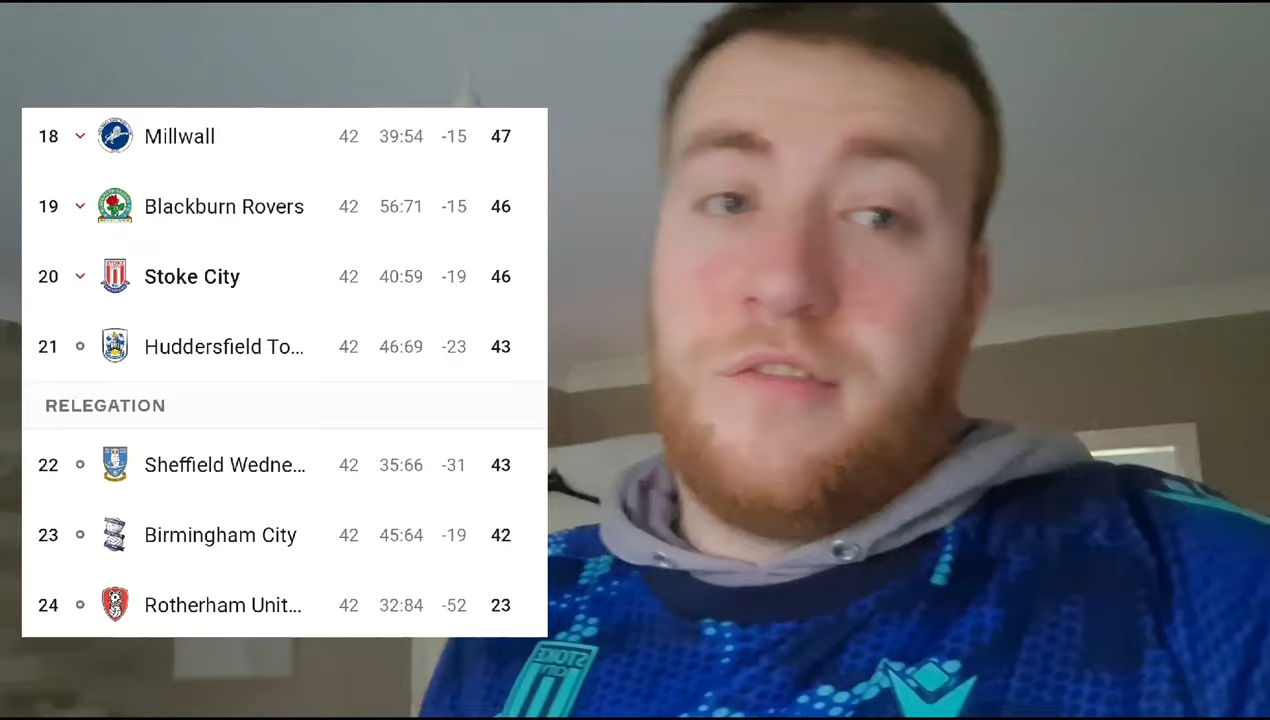 18 Millwall 42 39:54 -15 47
19 Blackburn Rovers 42 56:71 -15 46
20 Stoke City 42 40:59 -19 46
21 Huddersfield To... 42 46:69 -23 43
RELEGATION
22 Sheffield Wedne... 42 35:66 -31 43
23 Birmingham City 42 45:64 -19 42
24 Rotherham Unit... 42 32:84 -52 23
STOKE
CITY